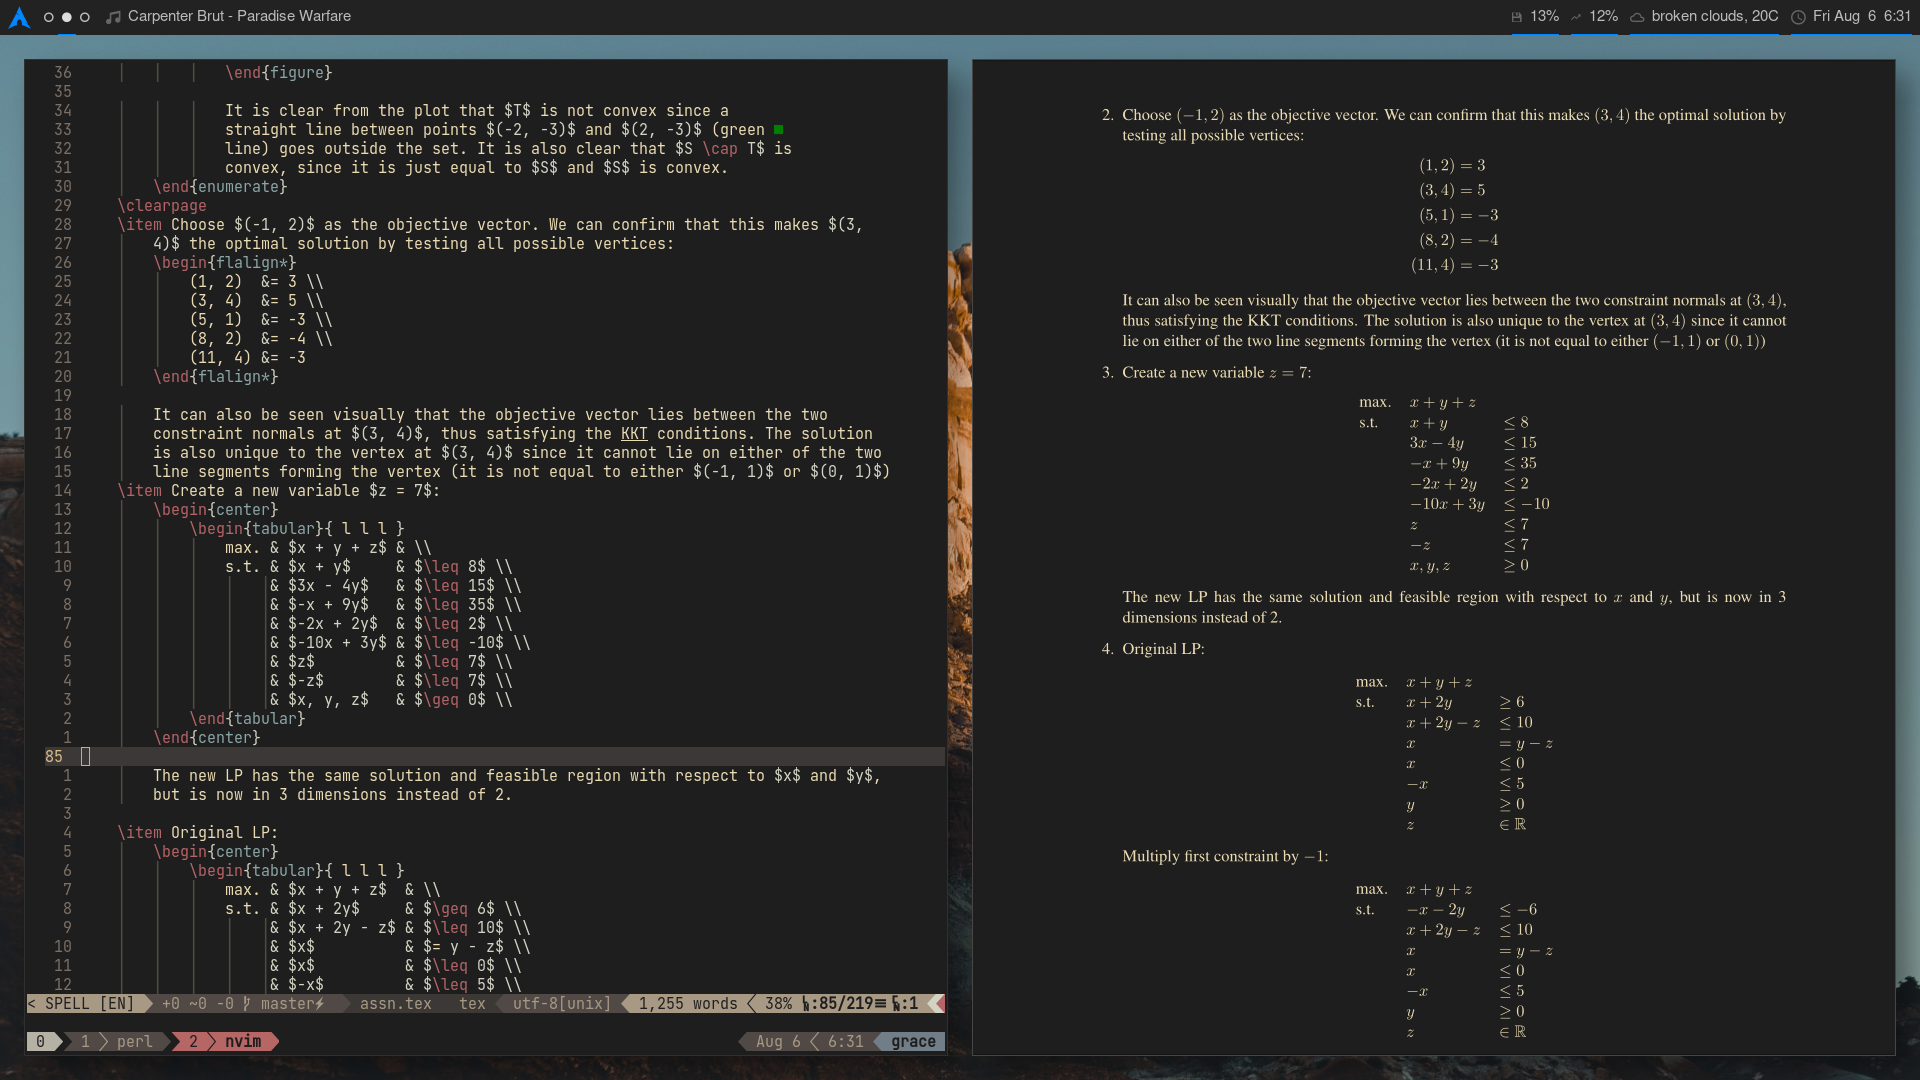 Carpenter Brut - Paradise Warfare
13% 12% broken clouds, 20C Fri Aug 6 6:31
36 \end{figure}
35
34 It is clear from the plot that $T$ is not convex since a
33 straight line between points $(-2, -3)$ and $(2, -3)$ (green
32 line) goes outside the set. It is also clear that $S \cap T$ is
31 convex, since it is just equal to $S$ and $S$ is convex.
30 \end{enumerate}
29 \clearpage
28 \item Choose $(-1, 2)$ as the objective vector. We can confirm that this makes $(3,
27 4)$ the optimal solution by testing all possible vertices:
26 \begin{flalign*}
25 (1, 2) &= 3 \\
24 (3, 4) &= 5 \\
23 (5, 1) &= -3 \\
22 (8, 2) &= -4 \\
21 (11, 4) &= -3
20 \end{flalign*}
19
18 It can also be seen visually that the objective vector lies between the two
17 constraint normals at $(3, 4)$, thus satisfying the KKT conditions. The solution
16 is also unique to the vertex at $(3, 4)$ since it cannot lie on either of the two
15 line segments forming the vertex (it is not equal to either $(-1, 1)$ or $(0, 1)$)
14 \item Create a new variable $z = 7$:
13 \begin{center}
12 \begin{tabular}{ l l l }
11 max. & $x + y + z$ & \\
10 s.t. & $x + y$ & $\leq 8$ \\
9 & $3x - 4y$ & $\leq 15$ \\
8 & $-x + 9y$ & $\leq 35$ \\
7 & $-2x + 2y$ & $\leq 2$ \\
6 & $-10x + 3y$ & $\leq -10$ \\
5 & $z$ & $\leq 7$ \\
4 & $-z$ & $\leq 7$ \\
3 & $x, y, z$ & $\geq 0$ \\
2 \end{tabular}
1 \end{center}
85
1 The new LP has the same solution and feasible region with respect to $x$ and $y$,
2 but is now in 3 dimensions instead of 2.
3
4 \item Original LP:
5 \begin{center}
6 \begin{tabular}{ l l l }
7 max. & $x + y + z$ & \\
8 s.t. & $x + 2y$ & $\geq 6$ \\
9 & $x + 2y - z$ & $\leq 10$ \\
10 & $x$ & $= y - z$ \\
11 & $x$ & $\leq 0$ \\
12 & $-x$ & $\leq 5$ \\
< SPELL [EN] +0 ~0 -0 master assn.tex tex utf-8[unix] 1,255 words 38% :85/219 :1
0 1 perl 2 nvim Aug 6 6:31 grace
2. Choose (−1, 2) as the objective vector. We can confirm that this makes (3, 4) the optimal solution by
testing all possible vertices:
(1, 2) = 3
(3, 4) = 5
(5, 1) = −3
(8, 2) = −4
(11, 4) = −3
It can also be seen visually that the objective vector lies between the two constraint normals at (3, 4),
thus satisfying the KKT conditions. The solution is also unique to the vertex at (3, 4) since it cannot
lie on either of the two line segments forming the vertex (it is not equal to either (−1, 1) or (0, 1))
3. Create a new variable z = 7:
max. x + y + z
s.t. x + y ≤ 8
3x − 4y ≤ 15
−x + 9y ≤ 35
−2x + 2y ≤ 2
−10x + 3y ≤ −10
z ≤ 7
−z ≤ 7
x, y, z ≥ 0
The new LP has the same solution and feasible region with respect to x and y, but is now in 3
dimensions instead of 2.
4. Original LP:
max. x + y + z
s.t. x + 2y ≥ 6
x + 2y − z ≤ 10
x = y − z
x ≤ 0
−x ≤ 5
y ≥ 0
z ∈ ℝ
Multiply first constraint by −1:
max. x + y + z
s.t. −x − 2y ≤ −6
x + 2y − z ≤ 10
x = y − z
x ≤ 0
−x ≤ 5
y ≥ 0
z ∈ ℝ